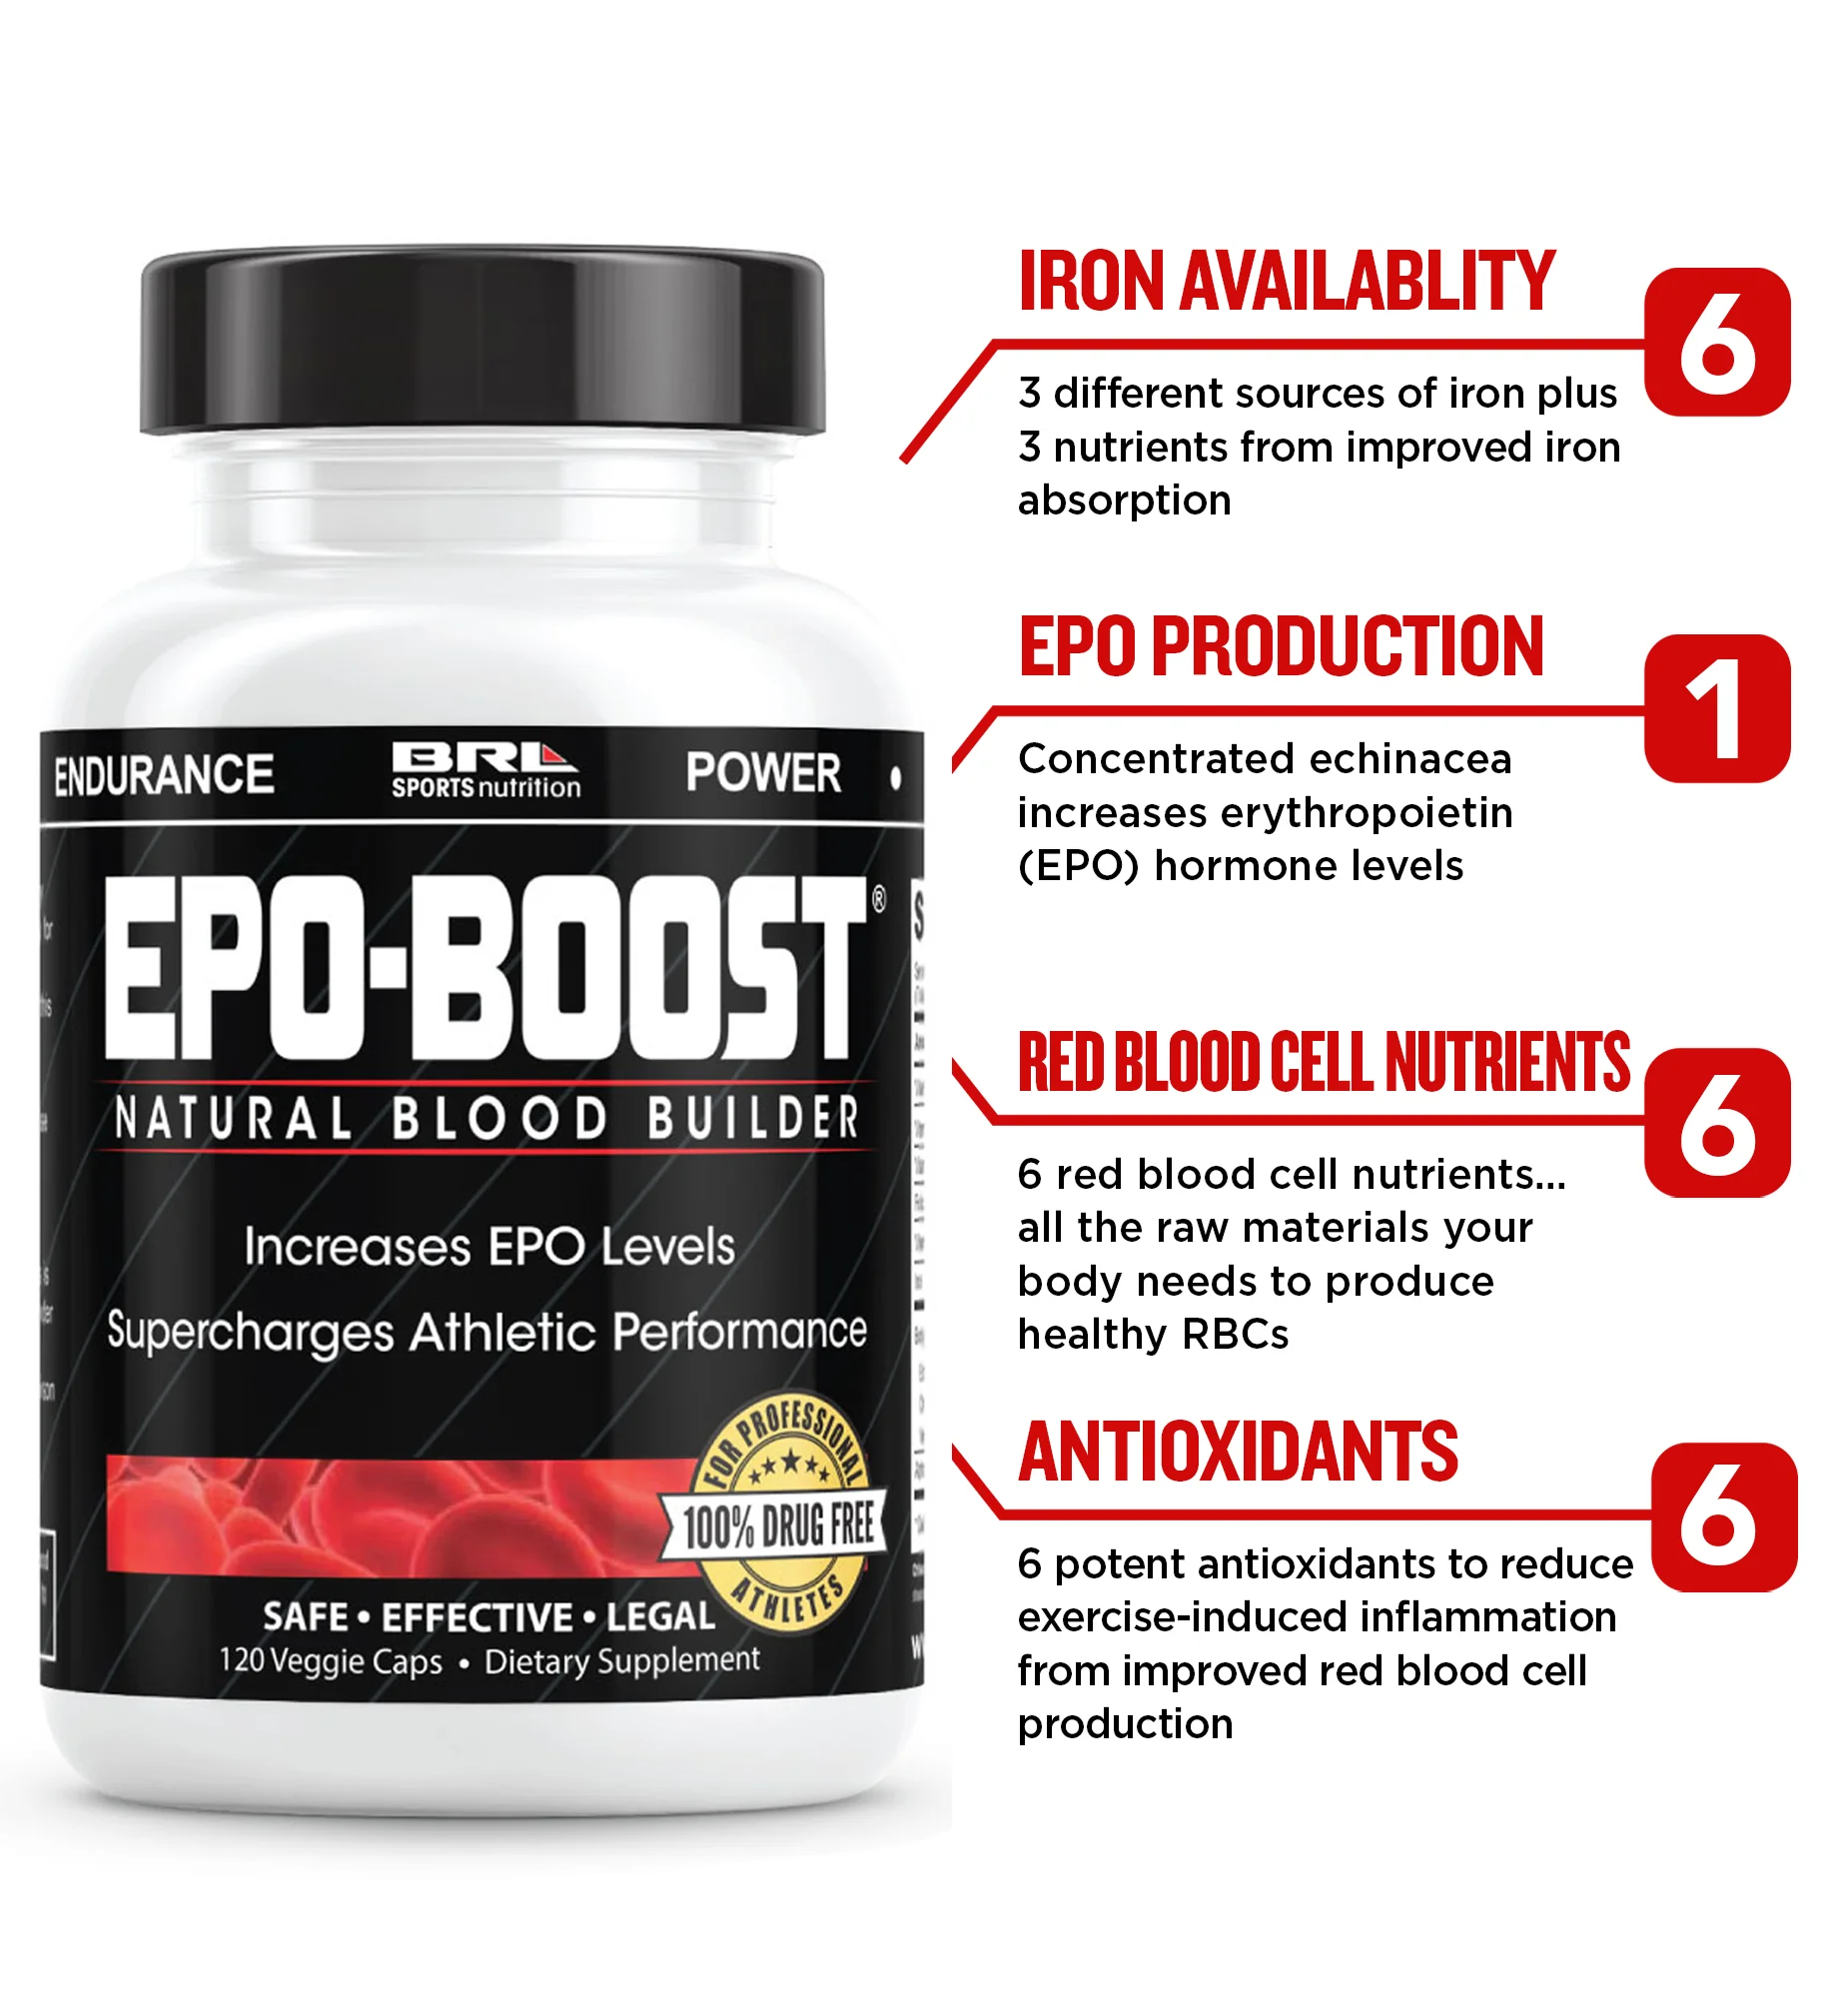 ENDURANCE
BRL
SPORTS nutrition
POWER •
EPO-BOOST®
NATURAL BLOOD BUILDER
Increases EPO Levels
Supercharges Athletic Performance
FOR PROFESSIONAL
100% DRUG FREE
ATHLETES
SAFE • EFFECTIVE • LEGAL
120 Veggie Caps • Dietary Supplement
IRON AVAILABLITY
6
3 different sources of iron plus
3 nutrients from improved iron
absorption
EPO PRODUCTION
1
Concentrated echinacea
increases erythropoietin
(EPO) hormone levels
RED BLOOD CELL NUTRIENTS
6
6 red blood cell nutrients...
all the raw materials your
body needs to produce
healthy RBCs
ANTIOXIDANTS
6
6 potent antioxidants to reduce
exercise-induced inflammation
from improved red blood cell
production